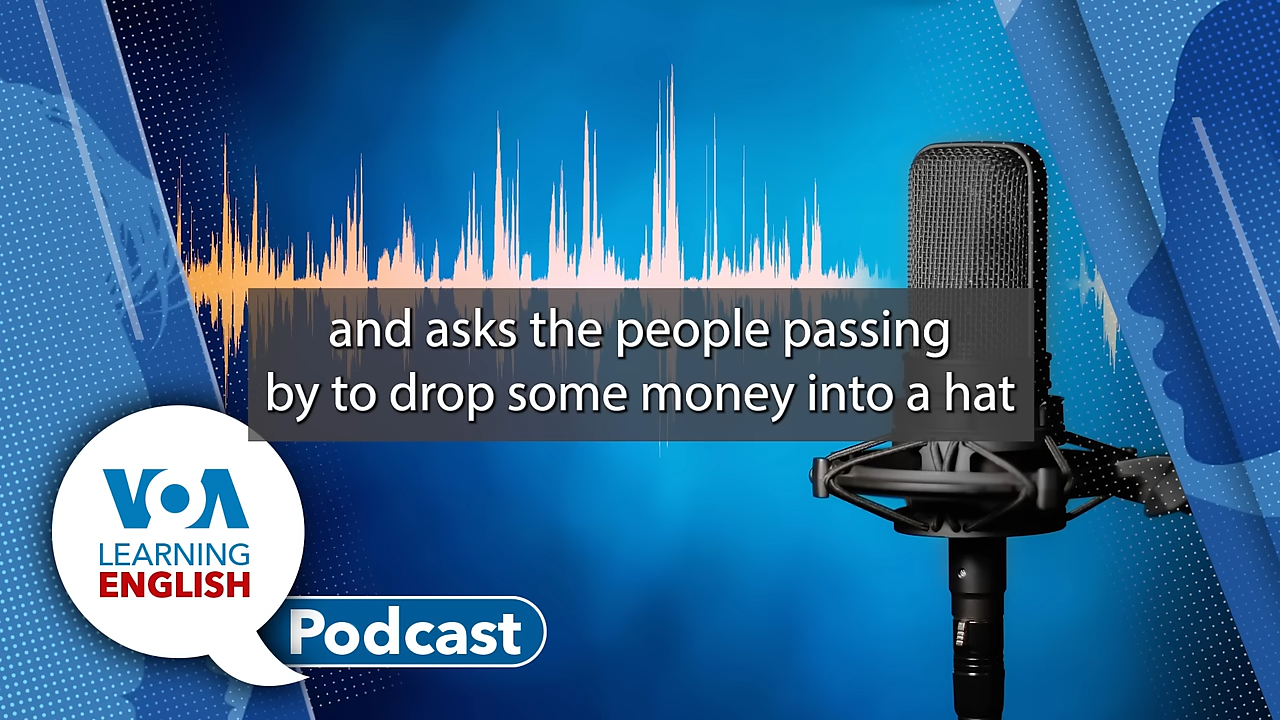 and asks the people passing
by to drop some money into a hat
VOA
LEARNING
ENGLISH
Podcast